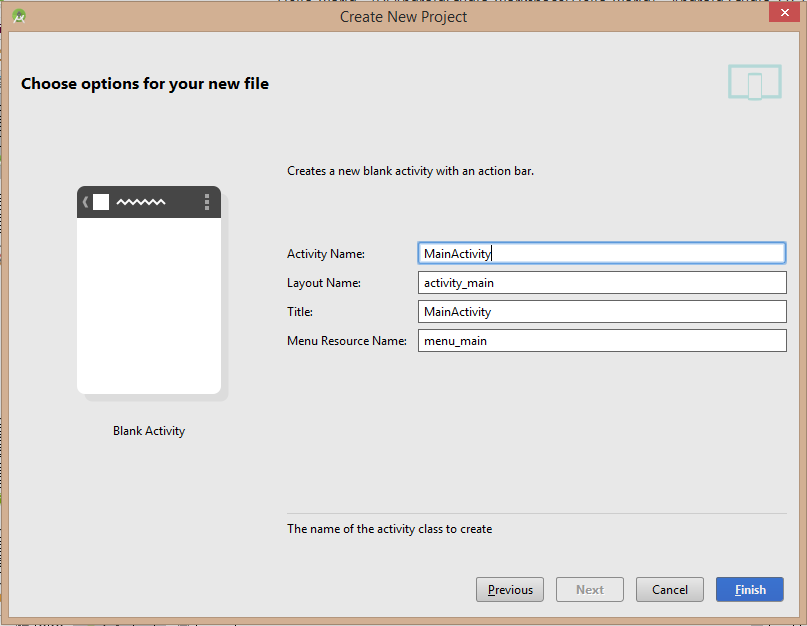 Create New Project
Choose options for your new file
Creates a new blank activity with an action bar.
Activity Name: MainActivity
Layout Name: activity_main
Title: MainActivity
Menu Resource Name: menu_main
Blank Activity
The name of the activity class to create
Previous Next Cancel Finish